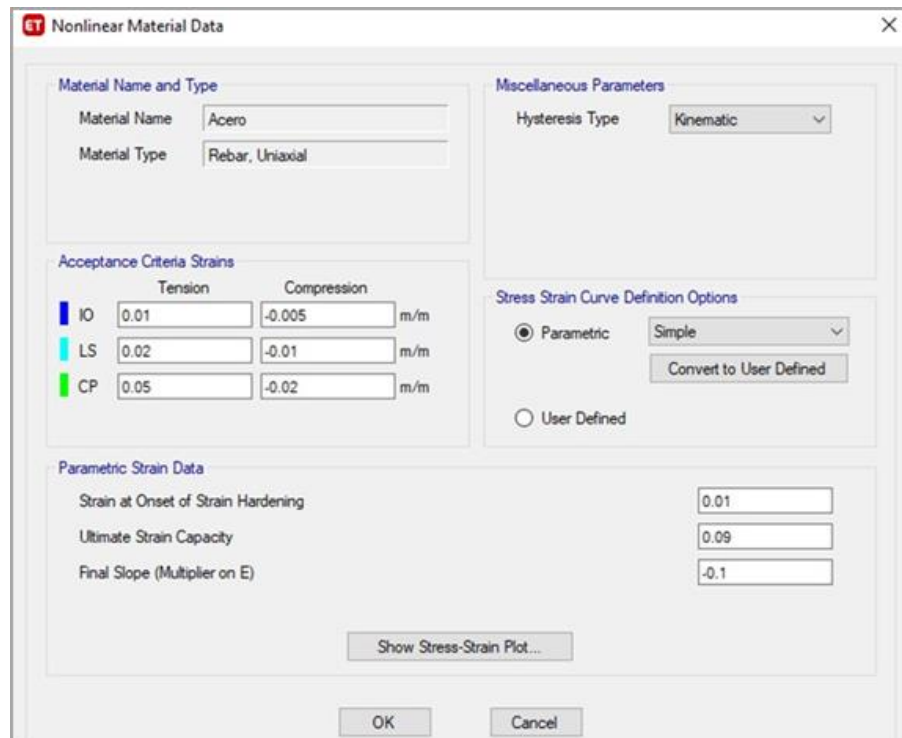 ET Nonlinear Material Data
Material Name and Type
Material Name Acero
Material Type Rebar, Uniaxial
Miscellaneous Parameters
Hysteresis Type Kinematic
Acceptance Criteria Strains
Tension Compression
IO 0.01 -0.005 m/m
LS 0.02 -0.01 m/m
CP 0.05 -0.02 m/m
Stress Strain Curve Definition Options
Parametric Simple
Convert to User Defined
User Defined
Parametric Strain Data
Strain at Onset of Strain Hardening 0.01
Ultimate Strain Capacity 0.09
Final Slope (Multiplier on E) -0.1
Show Stress-Strain Plot...
OK Cancel